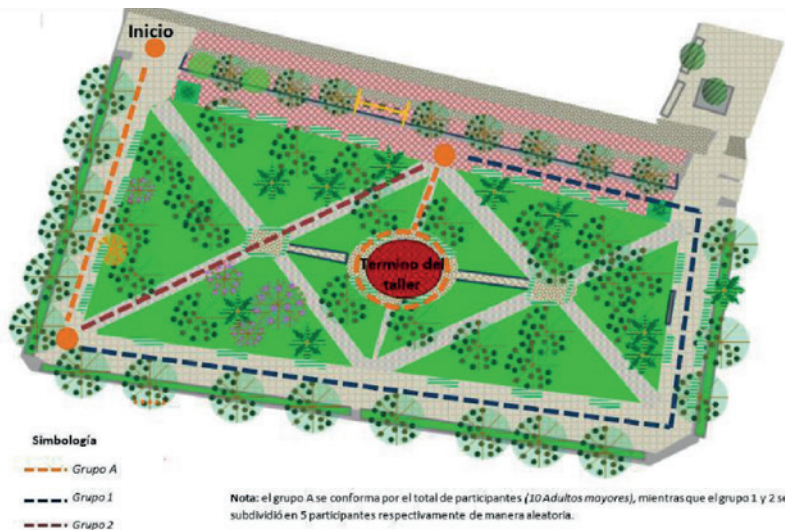 Inicio
Termino del
taller
Simbología
Grupo A
Grupo 1
Grupo 2
Nota: el grupo A se conforma por el total de participantes (10 Adultos mayores), mientras que el grupo 1 y 2 se
subdividió en 5 participantes respectivamente de manera aleatoria.